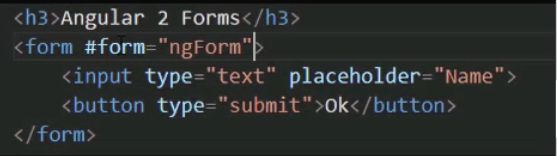 <h3>Angular 2 Forms</h3>
<form #form="ngForm">
    <input type="text" placeholder="Name">
    <button type="submit">Ok</button>
</form>